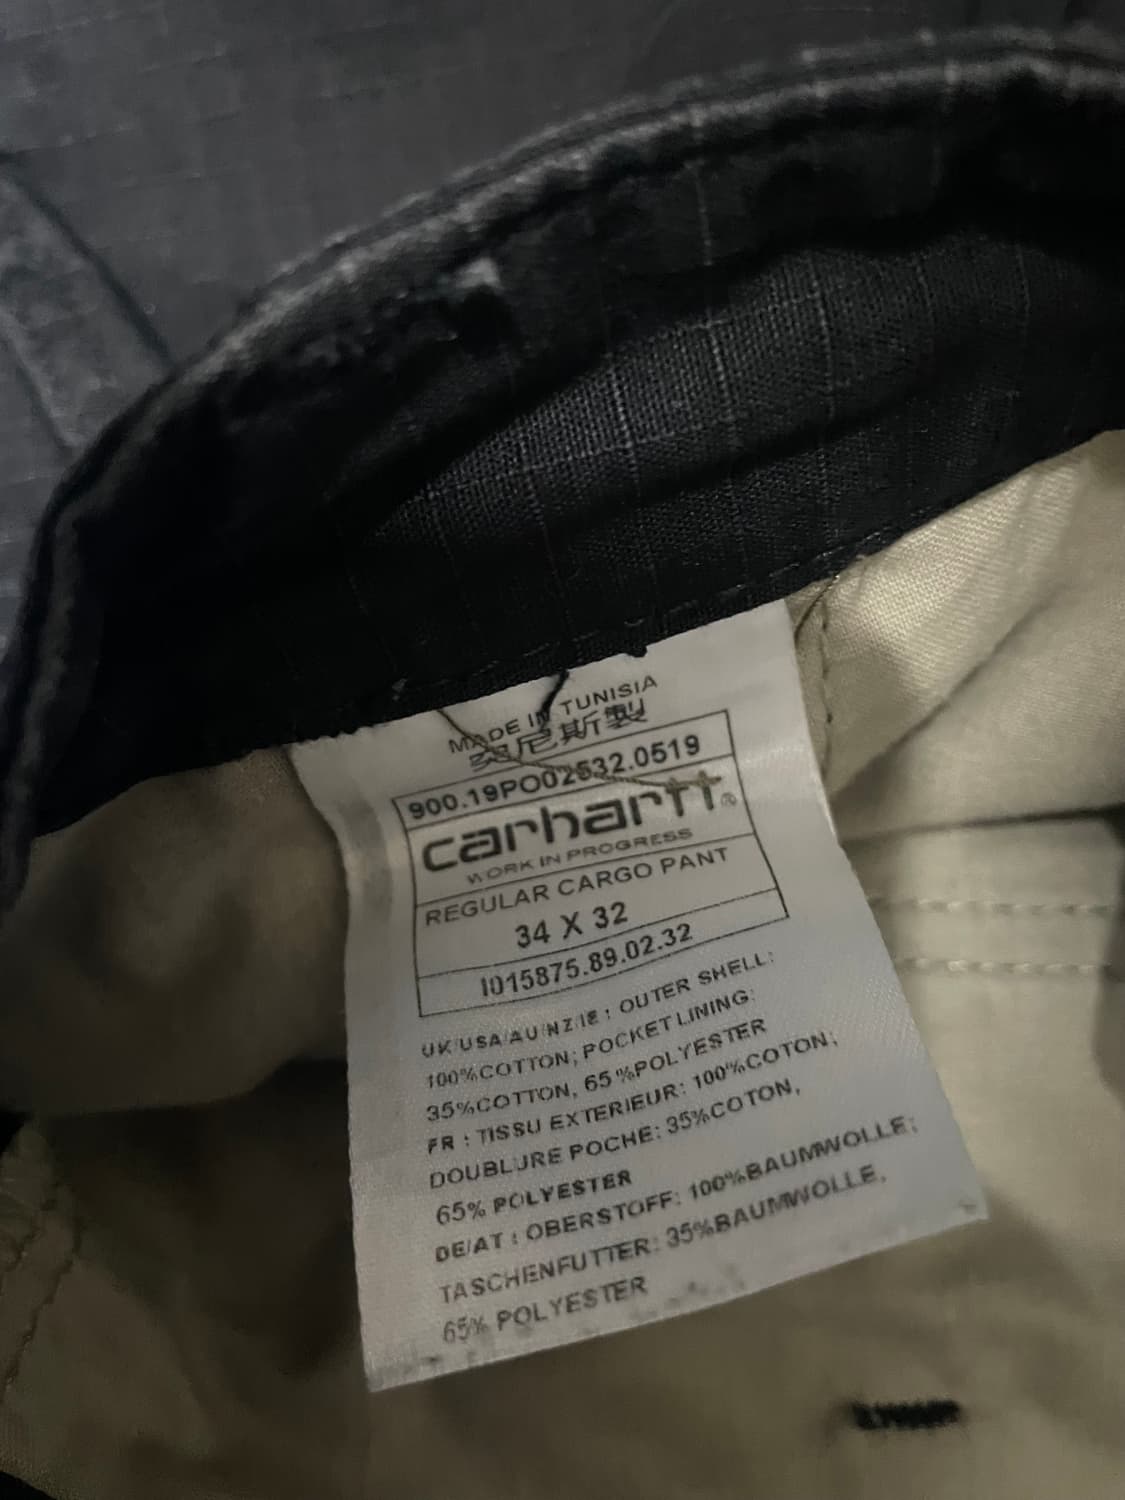 MADE IN TUNISIA
突尼斯製
900.19PO02532.0519
carhartt®
WORK IN PROGRESS
REGULAR CARGO PANT
34 X 32
I015875.89.02.32
UK/USA/AU/NZ/IE : OUTER SHELL:
100%COTTON; POCKET LINING:
35%COTTON, 65%POLYESTER
FR : TISSU EXTERIEUR: 100%COTON;
DOUBLURE POCHE: 35%COTON,
65% POLYESTER
DE/AT : OBERSTOFF: 100%BAUMWOLLE;
TASCHENFUTTER: 35%BAUMWOLLE,
65% POLYESTER